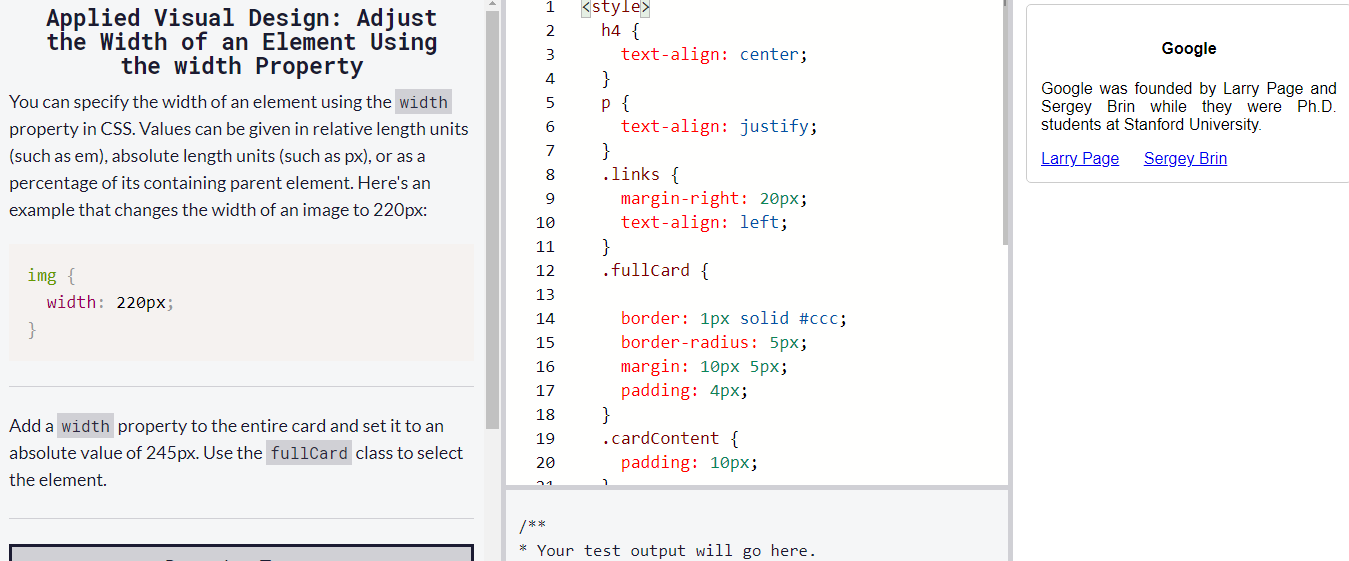 Applied Visual Design: Adjust
the Width of an Element Using
the width Property
You can specify the width of an element using the width
property in CSS. Values can be given in relative length units
(such as em), absolute length units (such as px), or as a
percentage of its containing parent element. Here's an
example that changes the width of an image to 220px:
img {
width: 220px;
}
Add a width property to the entire card and set it to an
absolute value of 245px. Use the fullCard class to select
the element.
1 <style>
2 h4 {
3 text-align: center;
4 }
5 p {
6 text-align: justify;
7 }
8 .links {
9 margin-right: 20px;
10 text-align: left;
11 }
12 .fullCard {
13
14 border: 1px solid #ccc;
15 border-radius: 5px;
16 margin: 10px 5px;
17 padding: 4px;
18 }
19 .cardContent {
20 padding: 10px;
21 }
/**
* Your test output will go here.
Google
Google was founded by Larry Page and
Sergey Brin while they were Ph.D.
students at Stanford University.
Larry Page Sergey Brin